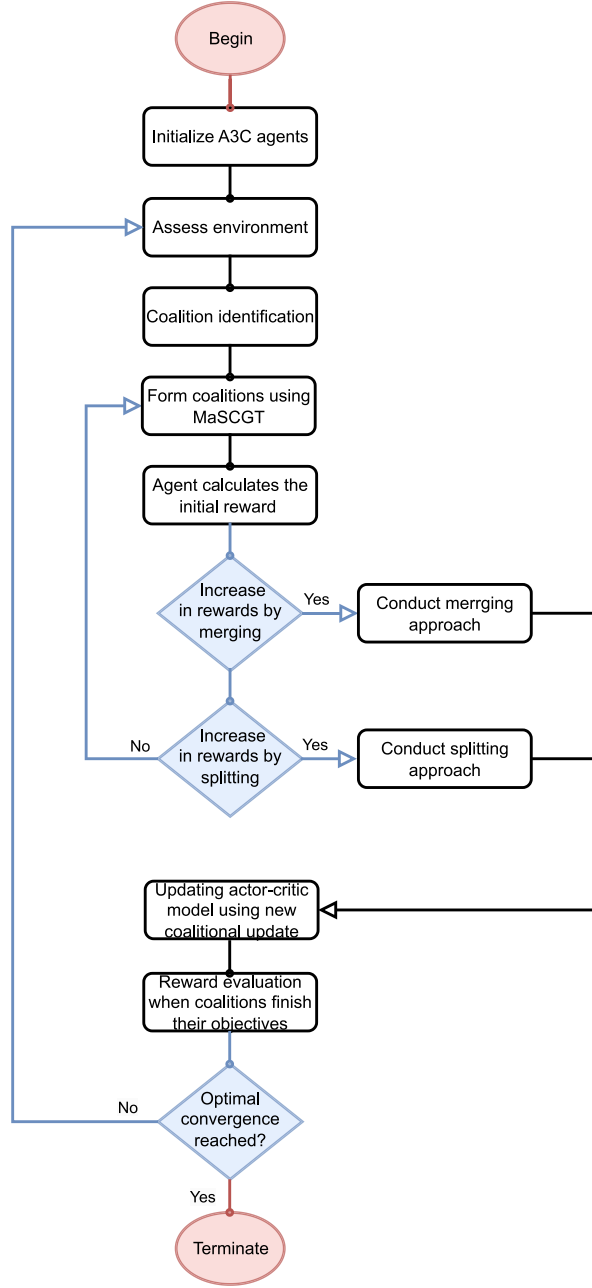 Begin
Initialize A3C agents
Assess environment
Coalition identification
Form coalitions using
MaSCGT
Agent calculates the
initial reward
Increase
in rewards by
merging
Yes
Conduct merrging
approach
Increase
in rewards by
splitting
No
Yes
Conduct splitting
approach
Updating actor-critic
model using new
coalitional update
Reward evaluation
when coalitions finish
their objectives
Optimal
convergence
reached?
No
Yes
Terminate